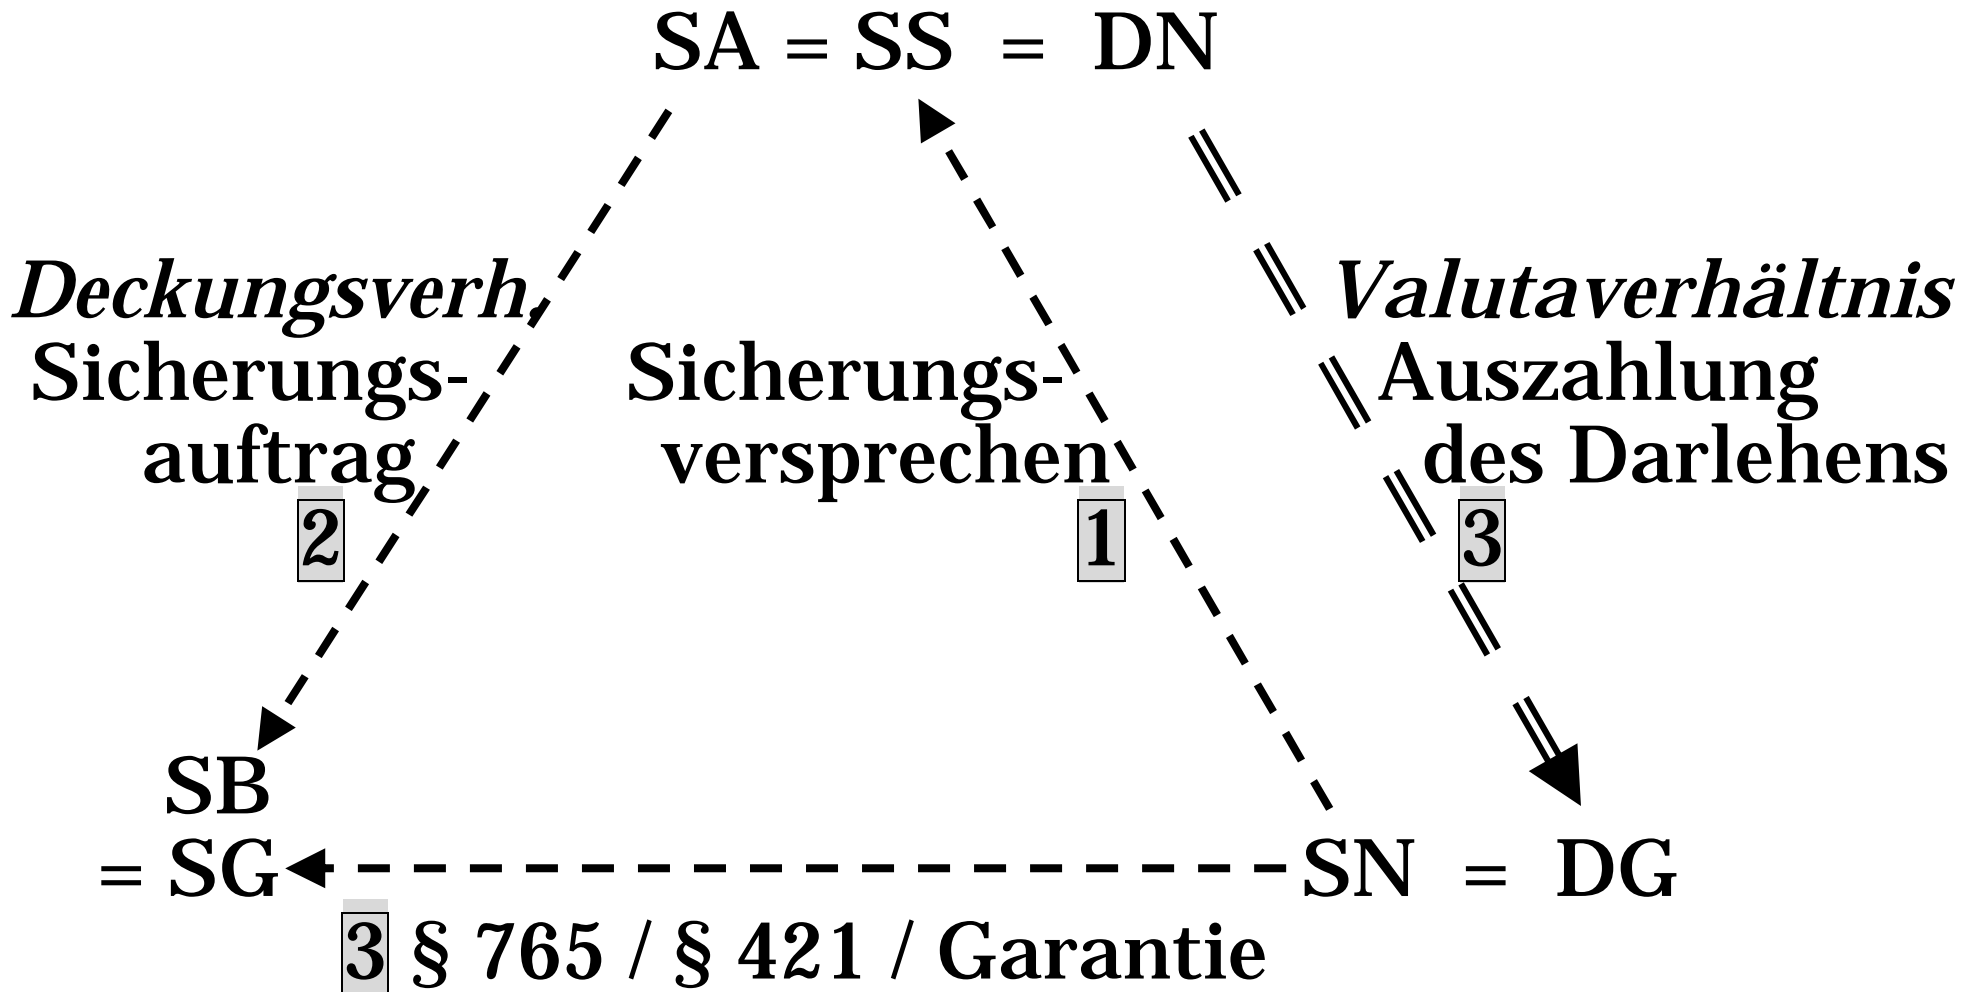 SA = SS = DN
Deckungsverh.
Sicherungs-
auftrag
2
Sicherungs-
versprechen
1
Valutaverhältnis
Auszahlung
des Darlehens
3
SB
= SG
SN = DG
3 § 765 / § 421 / Garantie